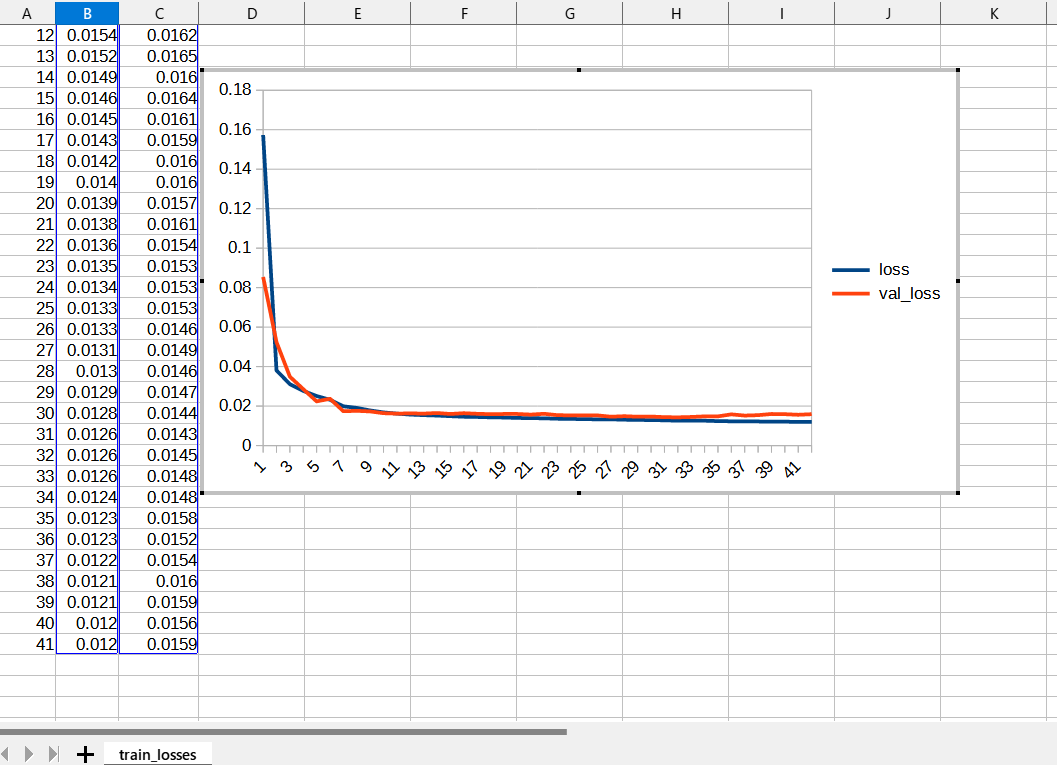 A B C D E F G H I J K
12 0.0154 0.0162
13 0.0152 0.0165
14 0.0149 0.016
15 0.0146 0.0164
16 0.0145 0.0161
17 0.0143 0.0159
18 0.0142 0.016
19 0.014 0.016
20 0.0139 0.0157
21 0.0138 0.0161
22 0.0136 0.0154
23 0.0135 0.0153
24 0.0134 0.0153
25 0.0133 0.0153
26 0.0133 0.0146
27 0.0131 0.0149
28 0.013 0.0146
29 0.0129 0.0147
30 0.0128 0.0144
31 0.0126 0.0143
32 0.0126 0.0145
33 0.0126 0.0148
34 0.0124 0.0148
35 0.0123 0.0158
36 0.0123 0.0152
37 0.0122 0.0154
38 0.0121 0.016
39 0.0121 0.0159
40 0.012 0.0156
41 0.012 0.0159
0.18
0.16
0.14
0.12
0.1
0.08
0.06
0.04
0.02
0
1 3 5 7 9 11 13 15 17 19 21 23 25 27 29 31 33 35 37 39 41
loss
val_loss
train_losses